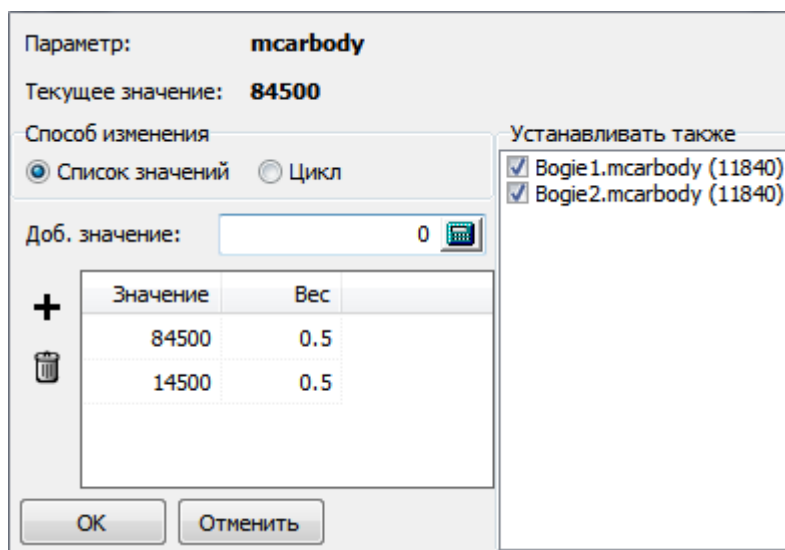 Параметр: mcarbody
Текущее значение: 84500
Способ изменения
Список значений Цикл
Доб. значение: 0
Значение Вес
84500 0.5
14500 0.5
OK Отменить
Устанавливать также
Bogie1.mcarbody (11840)
Bogie2.mcarbody (11840)